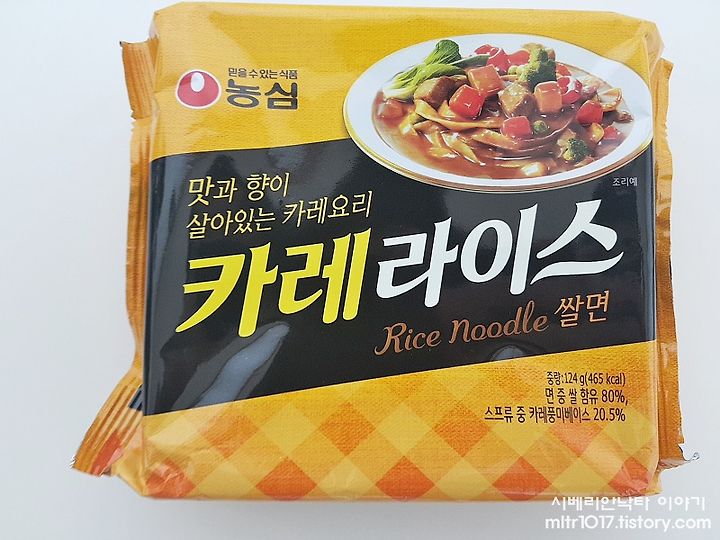 믿을 수 있는 식품
농심
조리예
맛과 향이
살아있는 카레요리
카레라이스
Rice Noodle 쌀면
중량:124 g(465 kcal)
면 중 쌀 함유 80%,
스프류 중 카레풍미베이스 20.5%
시베리안낙타 이야기
mltr1017.tistory.com